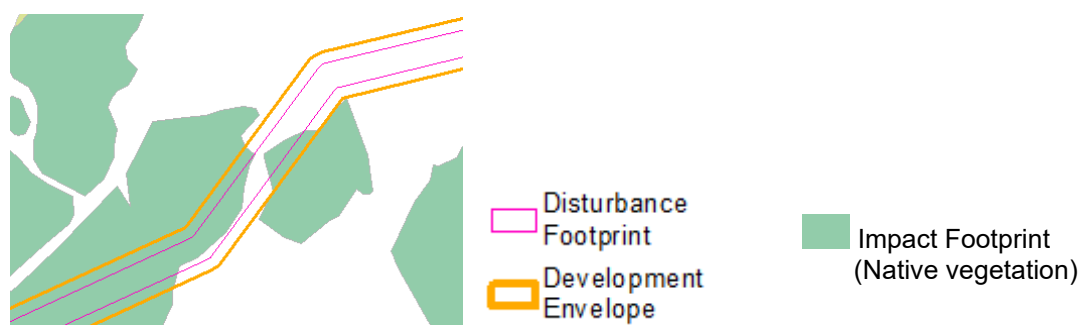 Disturbance
Footprint
Development
Envelope
Impact Footprint
(Native vegetation)